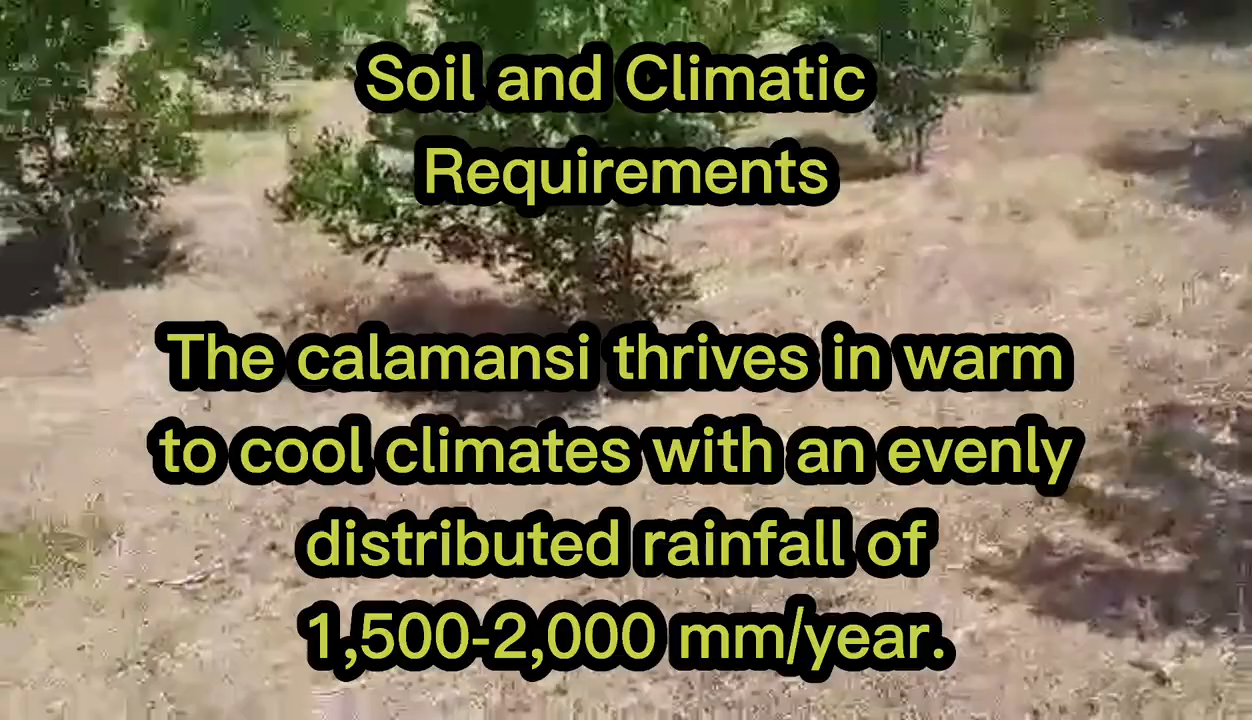 Soil and Climatic
Requirements
The calamansi thrives in warm
to cool climates with an evenly
distributed rainfall of
1,500-2,000 mm/year.